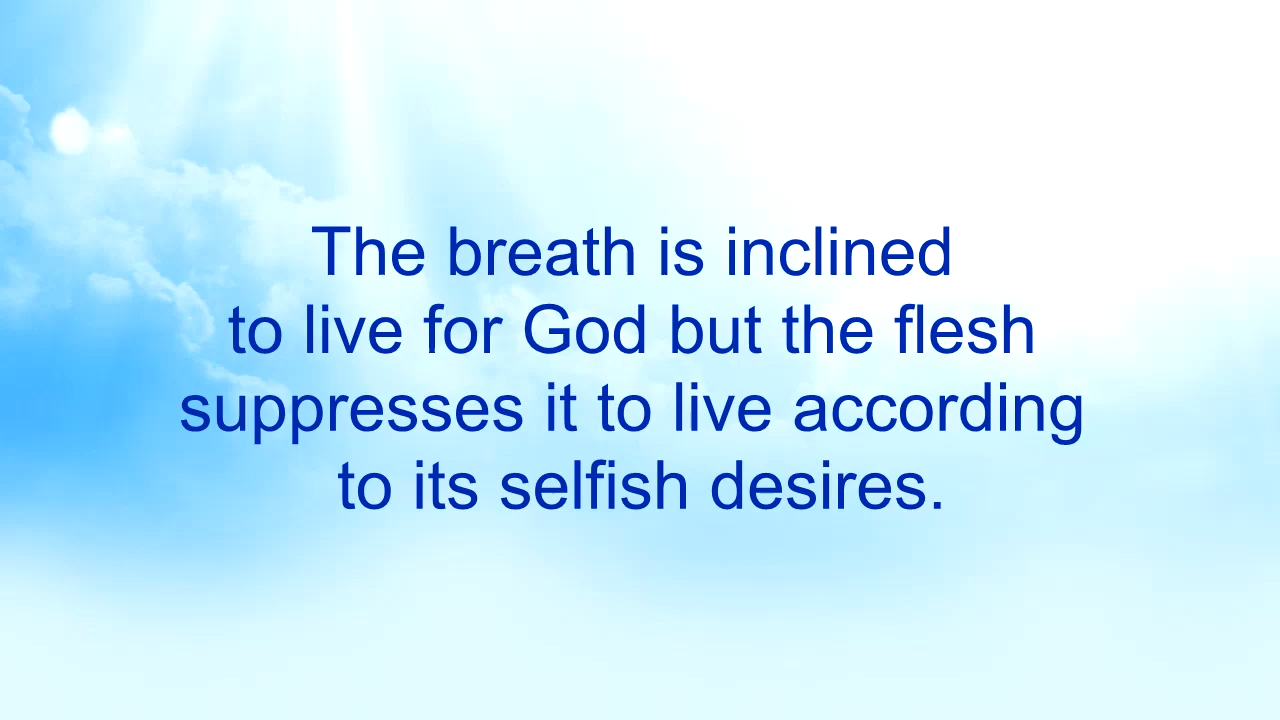 The breath is inclined
to live for God but the flesh
suppresses it to live according
to its selfish desires.